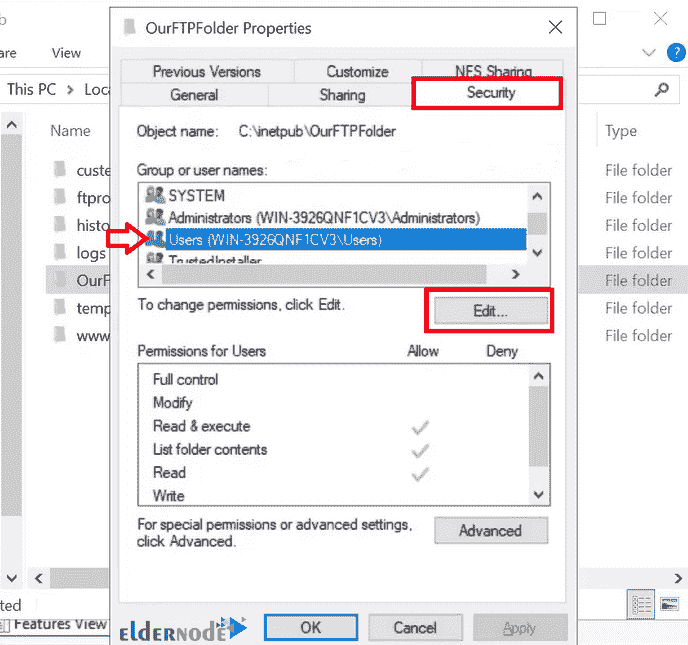 b
OurFTPFolder Properties
are
View
?
Previous Versions
Customize
NFS Sharing
This PC
Loca
General
Sharing
Security
Name
Object name: C:\inetpub\OurFTPFolder
Type
custe
Group or user names:
File folder
ftpro
SYSTEM
File folder
histo
Administrators (WIN-3926QNF1CV3\Administrators)
File folder
logs
Users (WIN-3926QNF1CV3\Users)
File folder
TrustedInstaller
OurF
File folder
temp
To change permissions, click Edit.
Edit...
File folder
www
Permissions for Users
Allow
Deny
File folder
Full control
Modify
Read & execute
List folder contents
Read
Write
For special permissions or advanced settings,
click Advanced.
Advanced
ted
Features View
ELDERNODE
OK
Cancel
Apply